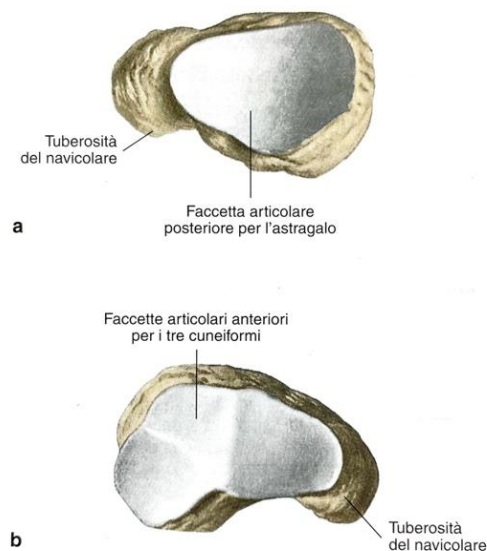 Tuberosità
del navicolare
Faccetta articolare
posteriore per l'astragalo
a
Faccette articolari anteriori
per i tre cuneiformi
b
Tuberosità
del navicolare